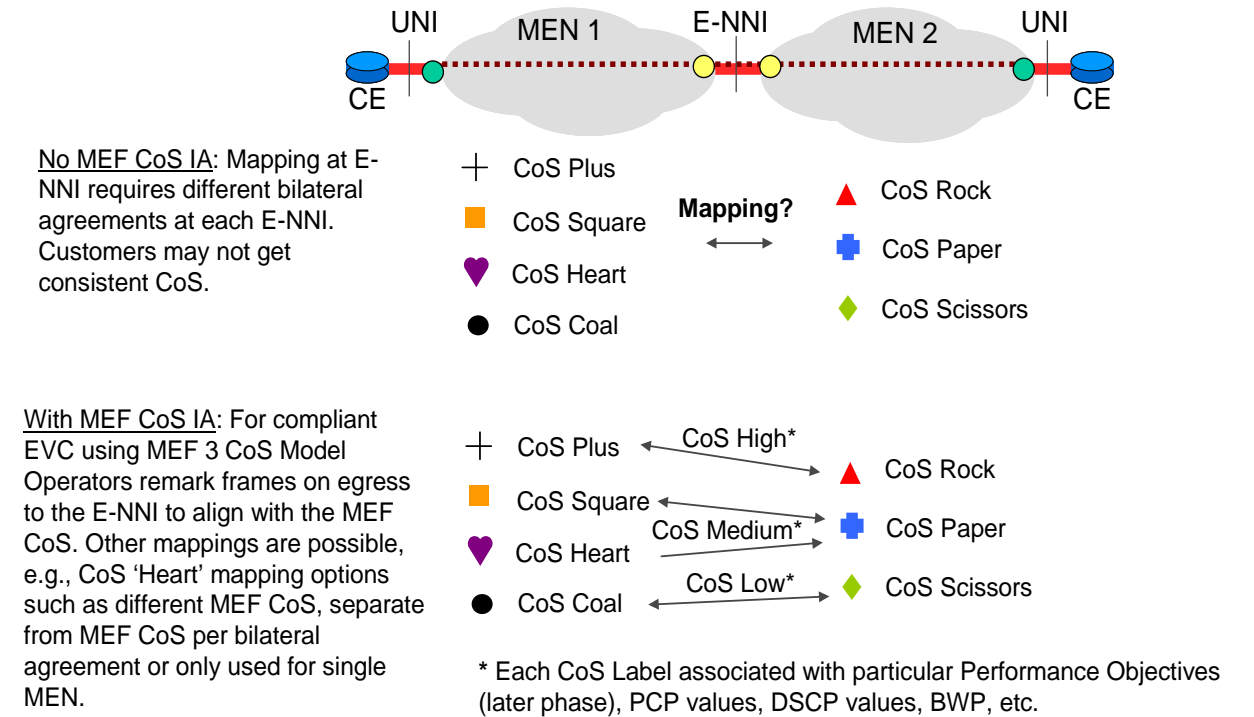 UNI
MEN 1
E-NNI
MEN 2
UNI
CE
CE
No MEF CoS IA: Mapping at E-
NNI requires different bilateral
agreements at each E-NNI.
Customers may not get
consistent CoS.
CoS Plus
CoS Square
CoS Heart
CoS Coal
Mapping?
CoS Rock
CoS Paper
CoS Scissors
With MEF CoS IA: For compliant
EVC using MEF 3 CoS Model
Operators remark frames on egress
to the E-NNI to align with the MEF
CoS. Other mappings are possible,
e.g., CoS ‘Heart’ mapping options
such as different MEF CoS, separate
from MEF CoS per bilateral
agreement or only used for single
MEN.
CoS Plus
CoS Square
CoS Heart
CoS Coal
CoS High*
CoS Medium*
CoS Low*
CoS Rock
CoS Paper
CoS Scissors
* Each CoS Label associated with particular Performance Objectives
(later phase), PCP values, DSCP values, BWP, etc.